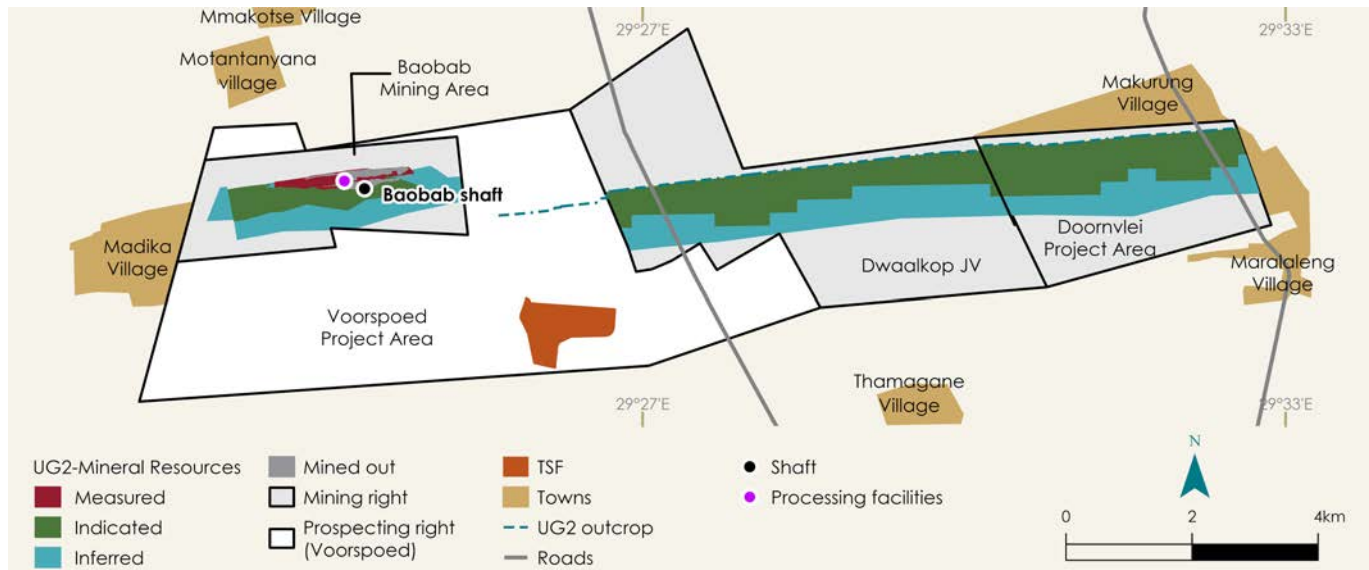 Mmakotse Village
29°27'E
29°33'E
Motantanyana
village
Baobab
Mining Area
Makurung
Village
Baobab shaft
Madika
Village
Doornvlei
Project Area
Dwaalkop JV
Maralaleng
Village
Voorspoed
Project Area
Thamagane
Village
29°27'E
29°33'E
UG2-Mineral Resources
Measured
Indicated
Inferred
Mined out
Mining right
Prospecting right
(Voorspoed)
TSF
Towns
UG2 outcrop
Roads
Shaft
Processing facilities
N
0
2
4km